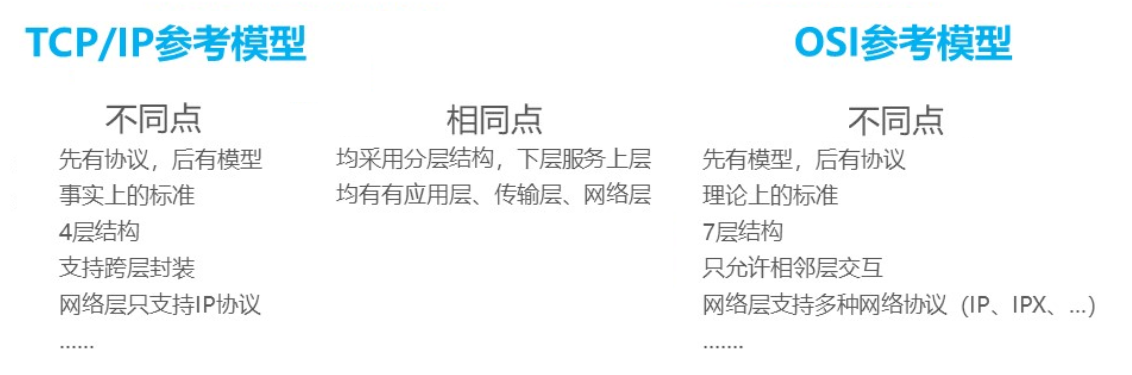 TCP/IP参考模型
OSI参考模型
不同点
先有协议，后有模型
事实上的标准
4层结构
支持跨层封装
网络层只支持IP协议
......
相同点
均采用分层结构，下层服务上层
均有有应用层、传输层、网络层
不同点
先有模型，后有协议
理论上的标准
7层结构
只允许相邻层交互
网络层支持多种网络协议（IP、IPX、...）
.......